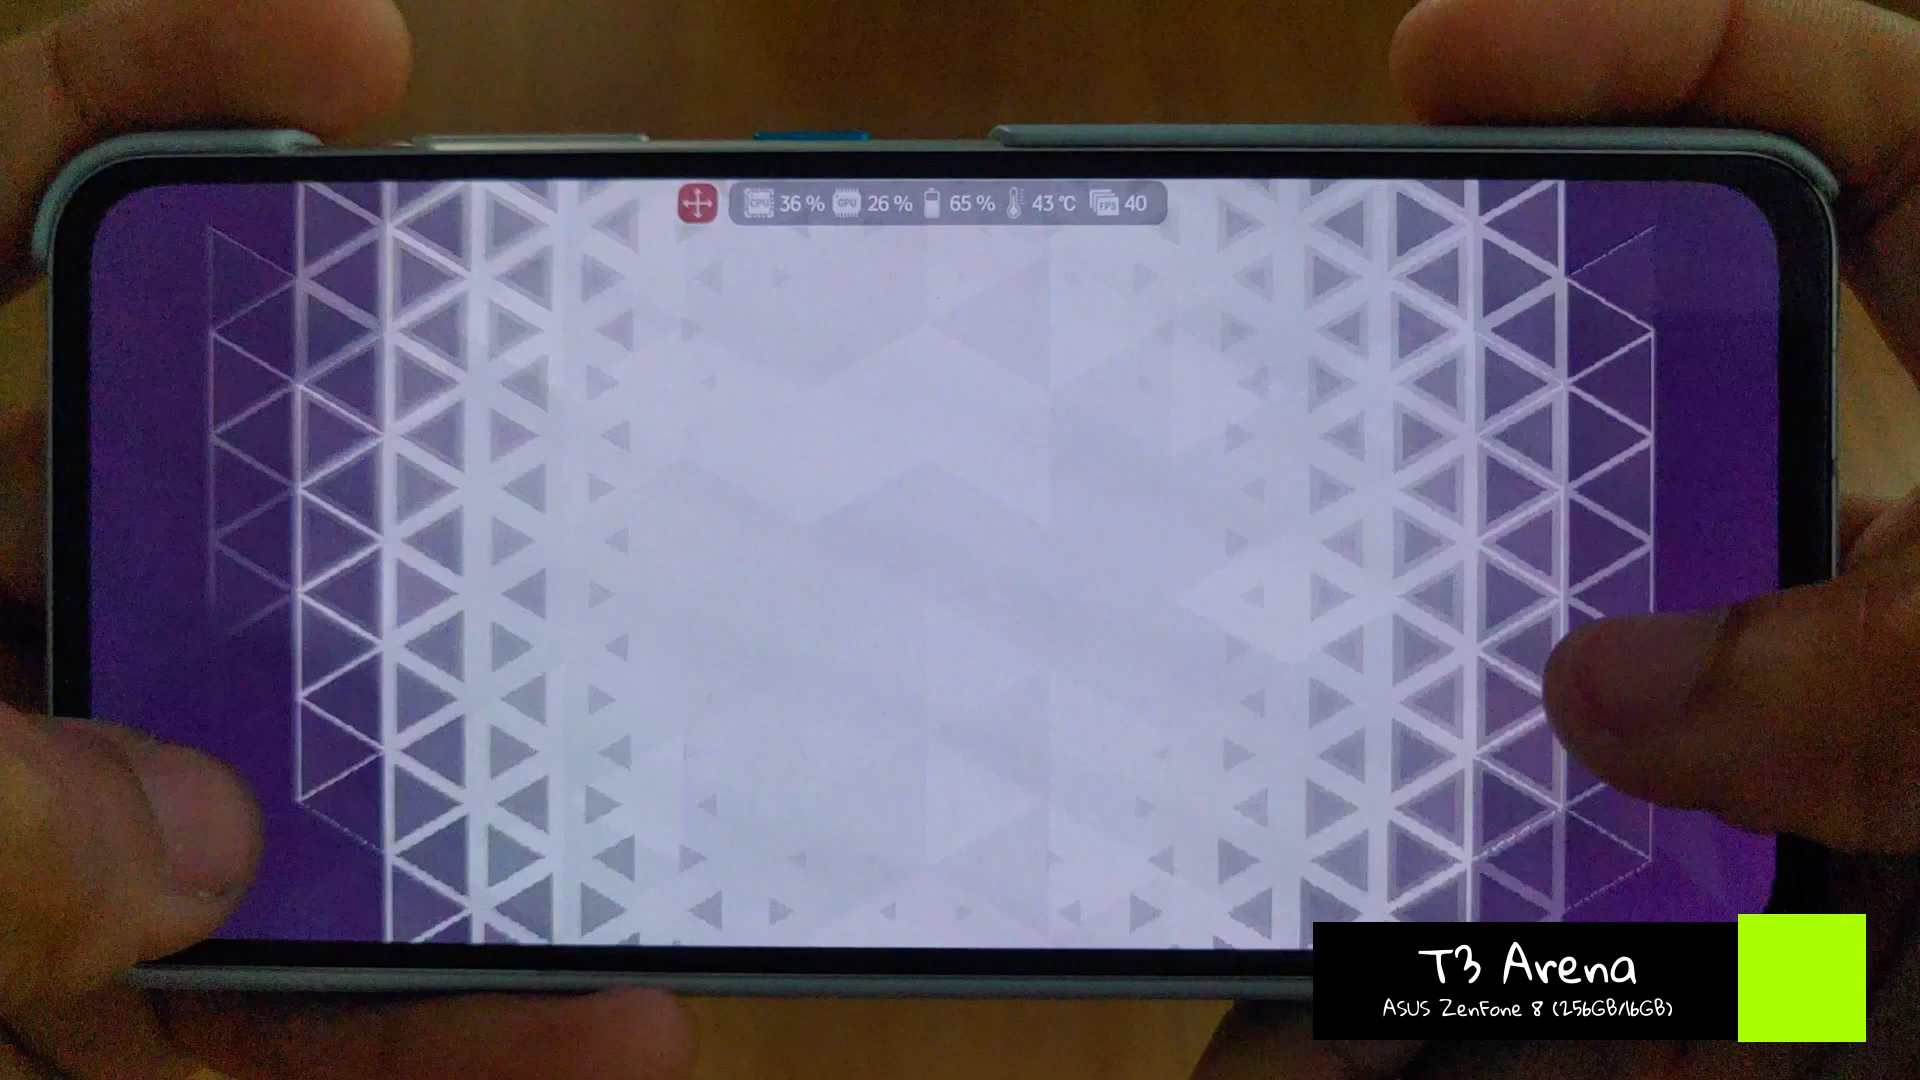 CPU 36 % GPU 26 % 65 % 43 °C FPS 40
T3 Arena
ASUS ZenFone 8 (256GB/16GB)